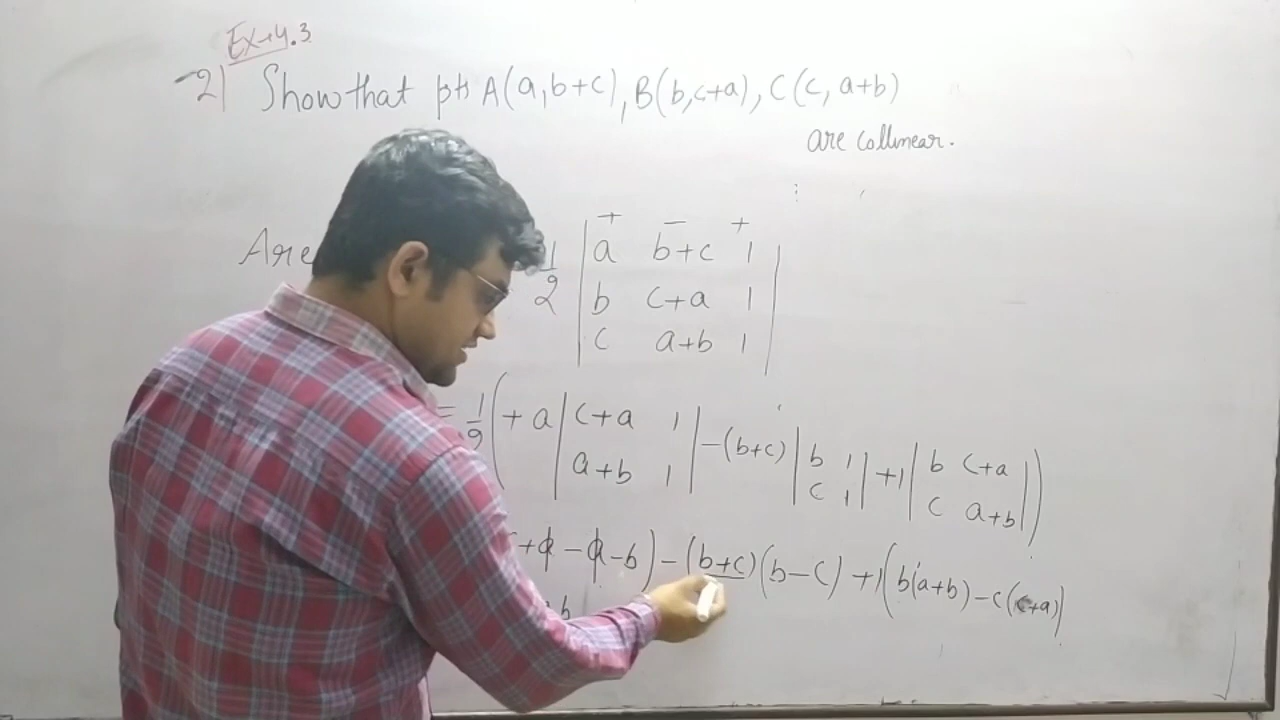 Ex→4.3
2) Show that pts A(a, b+c), B(b, c+a), C(c, a+b)
are collinear.
+ − +
Are 1/2 | a b+c 1 |
| b c+a 1 |
| c a+b 1 |
= 1/2 ( + a | c+a 1 | −(b+c) | b 1 | +1 | b c+a | )
| a+b 1 | | c 1 | | c a+b |
+a − a − b) − (b+c)(b−c) +1(b(a+b) − c(c+a))
b